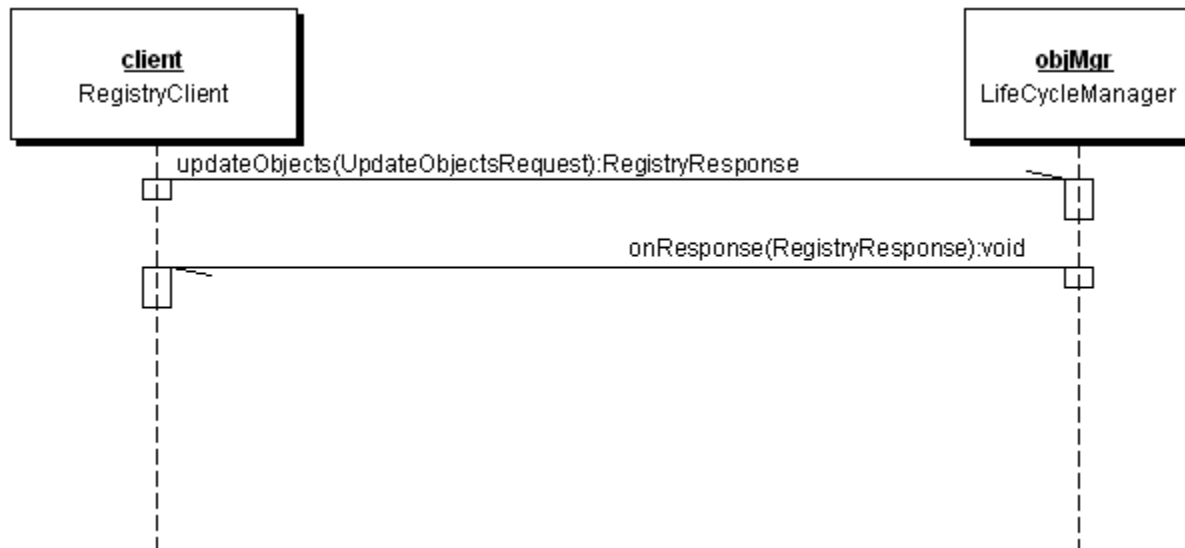 client
RegistryClient
objMgr
LifeCycleManager
updateObjects(UpdateObjectsRequest):RegistryResponse
onResponse(RegistryResponse):void